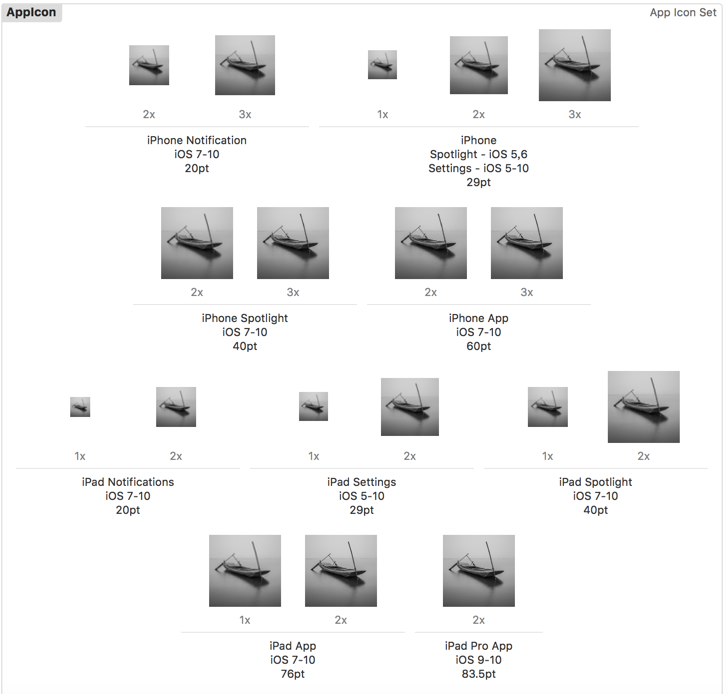 AppIcon
App Icon Set
2x
3x
iPhone Notification
iOS 7-10
20pt
1x
2x
3x
iPhone
Spotlight - iOS 5,6
Settings - iOS 5-10
29pt
2x
3x
iPhone Spotlight
iOS 7-10
40pt
2x
3x
iPhone App
iOS 7-10
60pt
1x
2x
iPad Notifications
iOS 7-10
20pt
1x
2x
iPad Settings
iOS 5-10
29pt
1x
2x
iPad Spotlight
iOS 7-10
40pt
1x
2x
iPad App
iOS 7-10
76pt
2x
iPad Pro App
iOS 9-10
83.5pt